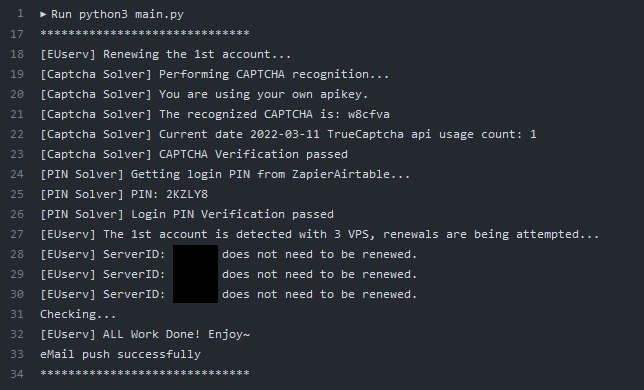 1 ▶ Run python3 main.py
17 ******************************
18 [EUserv] Renewing the 1st account...
19 [Captcha Solver] Performing CAPTCHA recognition...
20 [Captcha Solver] You are using your own apikey.
21 [Captcha Solver] The recognized CAPTCHA is: w8cfva
22 [Captcha Solver] Current date 2022-03-11 TrueCaptcha api usage count: 1
23 [Captcha Solver] CAPTCHA Verification passed
24 [PIN Solver] Getting login PIN from ZapierAirtable...
25 [PIN Solver] PIN: 2KZLY8
26 [PIN Solver] Login PIN Verification passed
27 [EUserv] The 1st account is detected with 3 VPS, renewals are being attempted...
28 [EUserv] ServerID: does not need to be renewed.
29 [EUserv] ServerID: does not need to be renewed.
30 [EUserv] ServerID: does not need to be renewed.
31 Checking...
32 [EUserv] ALL Work Done! Enjoy~
33 eMail push successfully
34 ******************************